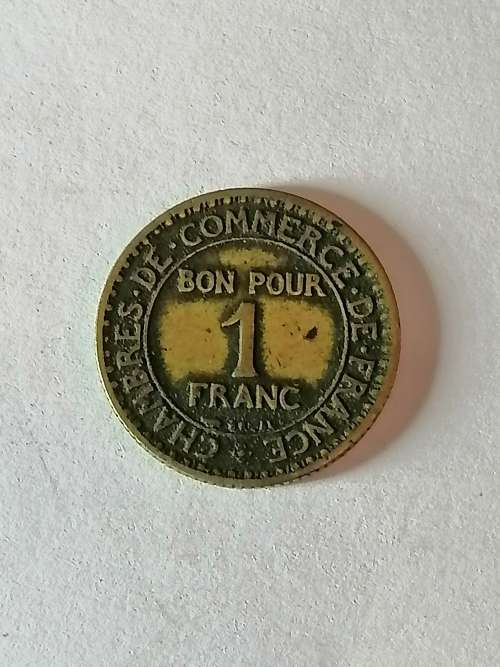 CHAMBRES · DE · COMMERCE · DE · FRANCE
BON POUR
1
FRANC